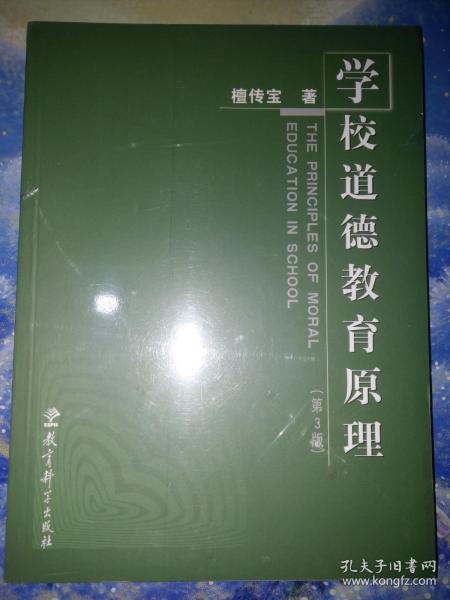 学校道德教育原理
檀传宝 著
THE PRINCIPLES OF MORAL
EDUCATION IN SCHOOL
（第3版）
ESPH
教育科学出版社
孔夫子旧书网
www.kongfz.com